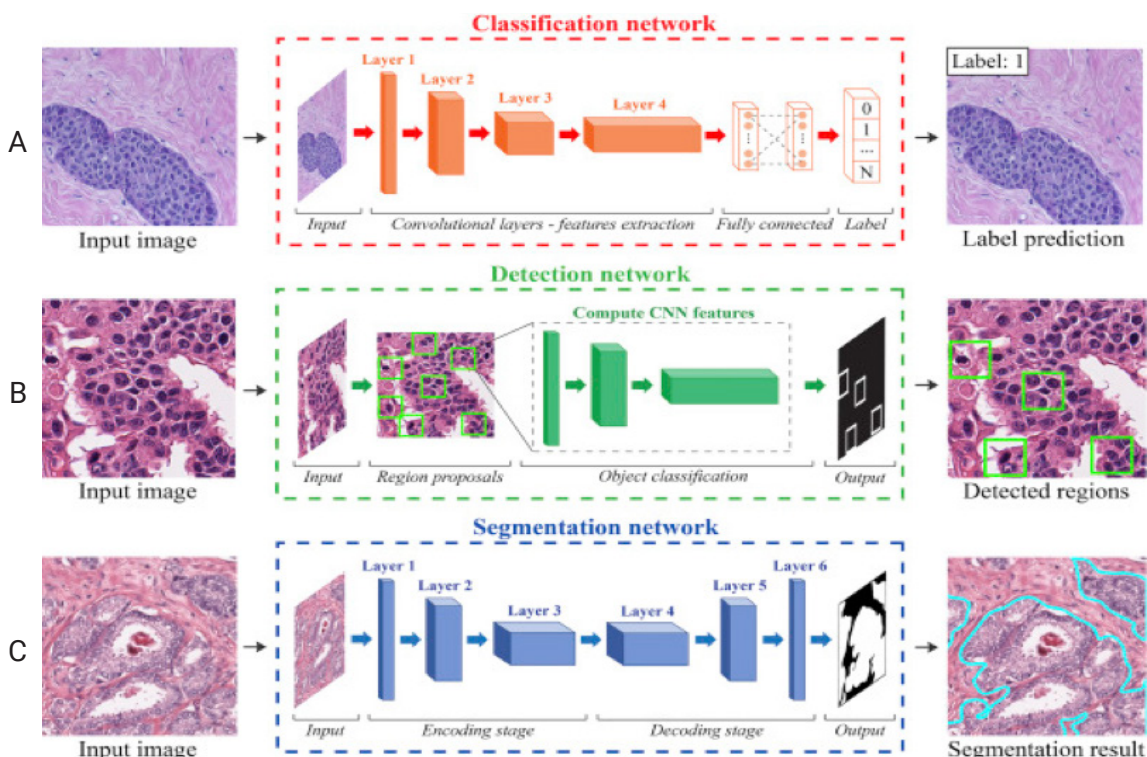 Classification network
A
Layer 1
Layer 2
Layer 3
Layer 4
0
1
...
N
Label: 1
Input image
Input
Convolutional layers - features extraction
Fully connected
Label
Label prediction
Detection network
B
Compute CNN features
Input image
Input
Region proposals
Object classification
Output
Detected regions
Segmentation network
C
Layer 1
Layer 2
Layer 3
Layer 4
Layer 5
Layer 6
Input image
Input
Encoding stage
Decoding stage
Output
Segmentation result